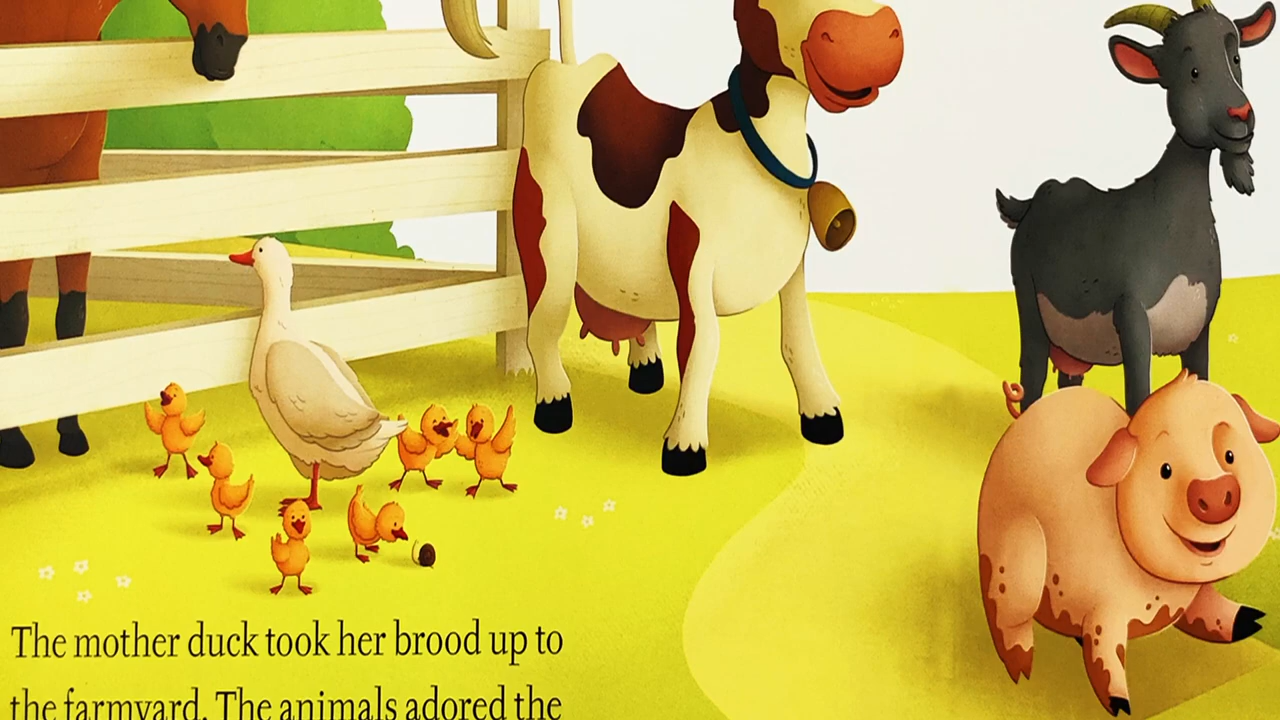 The mother duck took her brood up to
the farmyard. The animals adored the